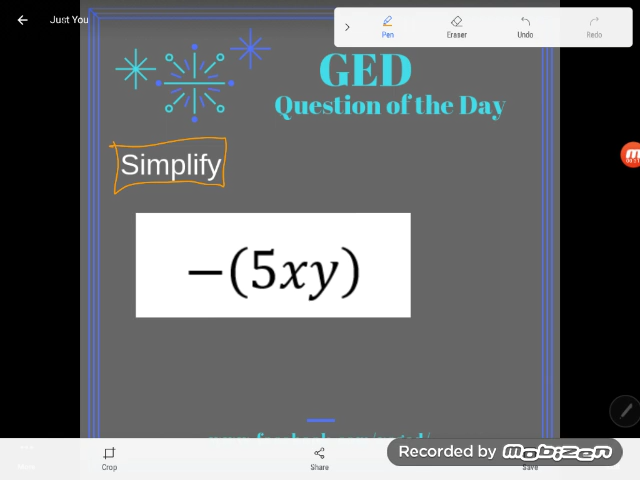 Just You
Pen
Eraser
Undo
Redo
GED
Question of the Day
Simplify
−(5xy)
Crop
Share
Save
Recorded by Mobizen